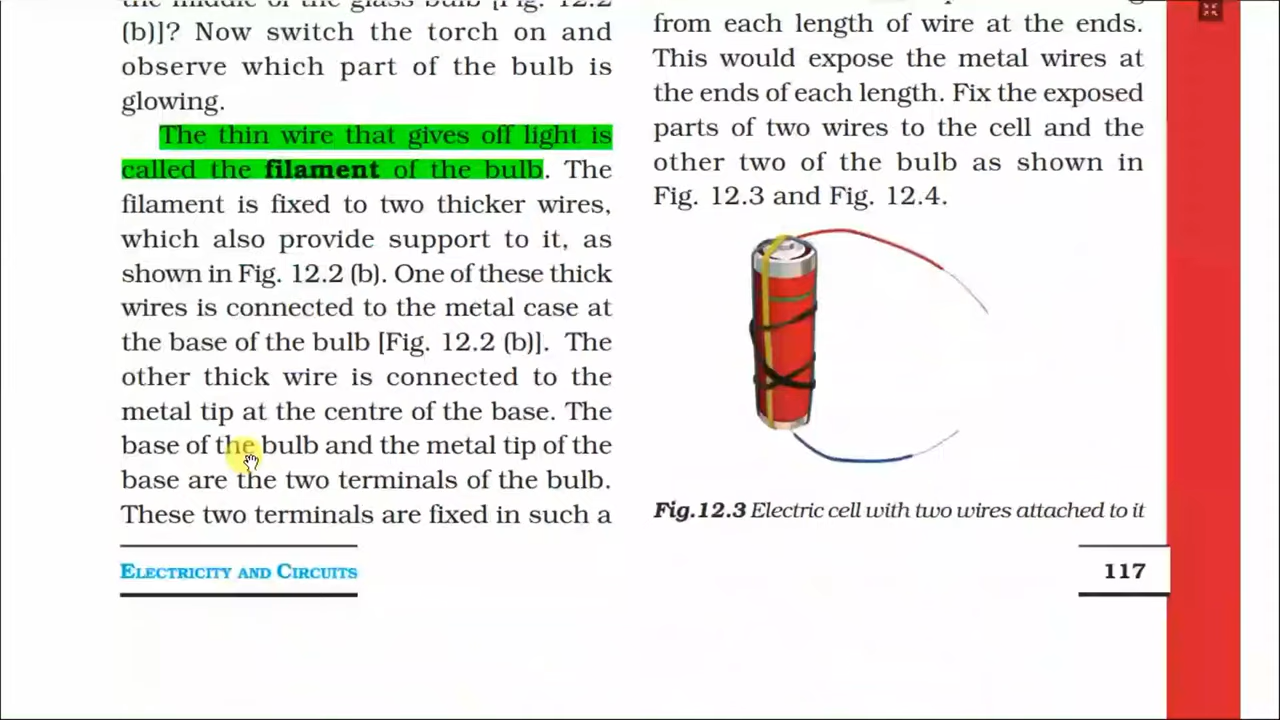 the middle of the glass bulb [Fig. 12.2
(b)]? Now switch the torch on and
observe which part of the bulb is
glowing.
The thin wire that gives off light is
called the filament of the bulb. The
filament is fixed to two thicker wires,
which also provide support to it, as
shown in Fig. 12.2 (b). One of these thick
wires is connected to the metal case at
the base of the bulb [Fig. 12.2 (b)]. The
other thick wire is connected to the
metal tip at the centre of the base. The
base of the bulb and the metal tip of the
base are the two terminals of the bulb.
These two terminals are fixed in such a
from each length of wire at the ends.
This would expose the metal wires at
the ends of each length. Fix the exposed
parts of two wires to the cell and the
other two of the bulb as shown in
Fig. 12.3 and Fig. 12.4.
Fig.12.3 Electric cell with two wires attached to it
ELECTRICITY AND CIRCUITS
117